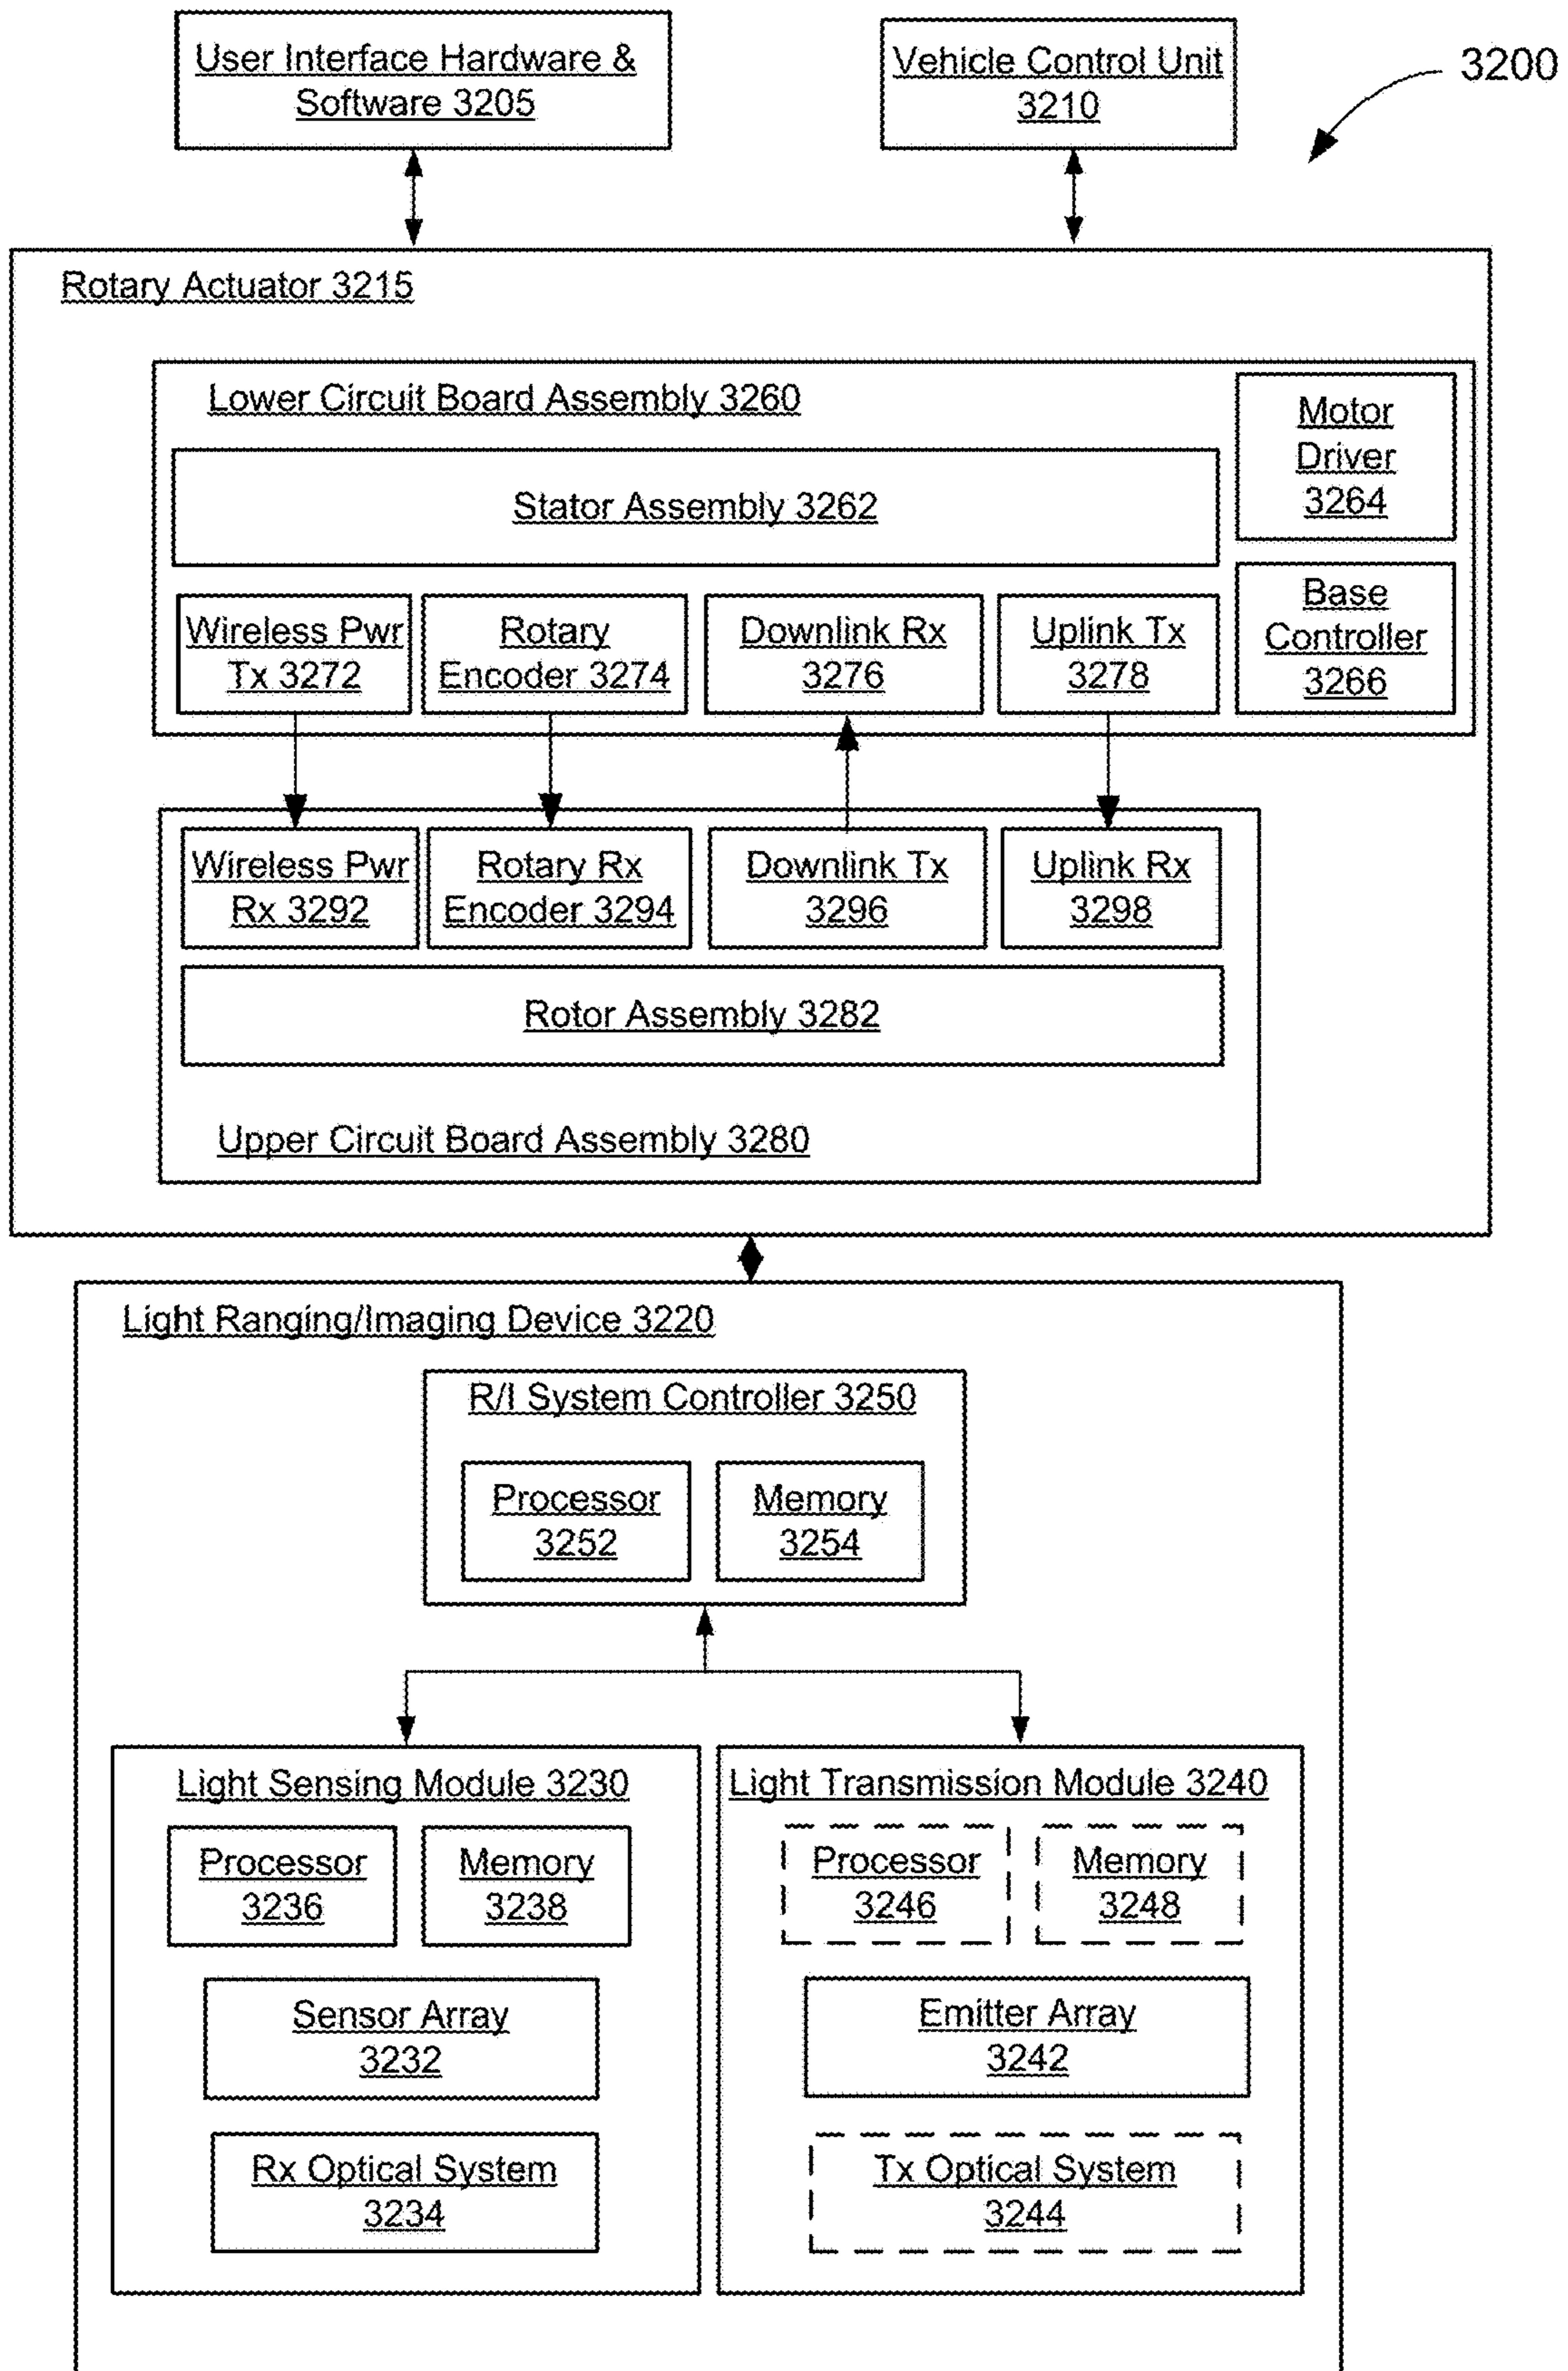 User Interface Hardware &
Software 3205
Vehicle Control Unit
3210
3200
Rotary Actuator 3215
Lower Circuit Board Assembly 3260
Motor
Driver
3264
Stator Assembly 3262
Base
Controller
3266
Wireless Pwr
Tx 3272
Rotary
Encoder 3274
Downlink Rx
3276
Uplink Tx
3278
Wireless Pwr
Rx 3292
Rotary Rx
Encoder 3294
Downlink Tx
3296
Uplink Rx
3298
Rotor Assembly 3282
Upper Circuit Board Assembly 3280
Light Ranging/Imaging Device 3220
R/I System Controller 3250
Processor
3252
Memory
3254
Light Sensing Module 3230
Processor
3236
Memory
3238
Sensor Array
3232
Rx Optical System
3234
Light Transmission Module 3240
Processor
3246
Memory
3248
Emitter Array
3242
Tx Optical System
3244